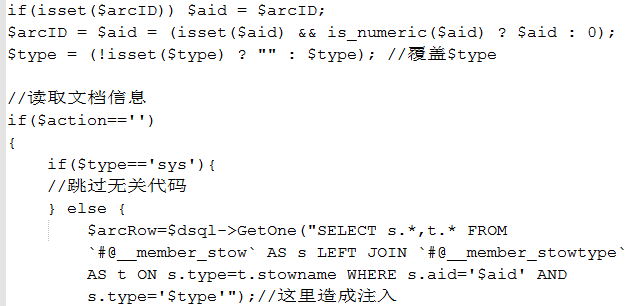 if(isset($arcID)) $aid = $arcID;
$arcID = $aid = (isset($aid) && is_numeric($aid) ? $aid : 0);
$type = (!isset($type) ? "" : $type); //覆盖$type
//读取文档信息
if($action=='')
{
if($type=='sys'){
//跳过无关代码
} else {
$arcRow=$dsql->GetOne("SELECT s.*,t.* FROM
`#@__member_stow` AS s LEFT JOIN `#@__member_stowtype`
AS t ON s.type=t.stowname WHERE s.aid='$aid' AND
s.type='$type'");//这里造成注入